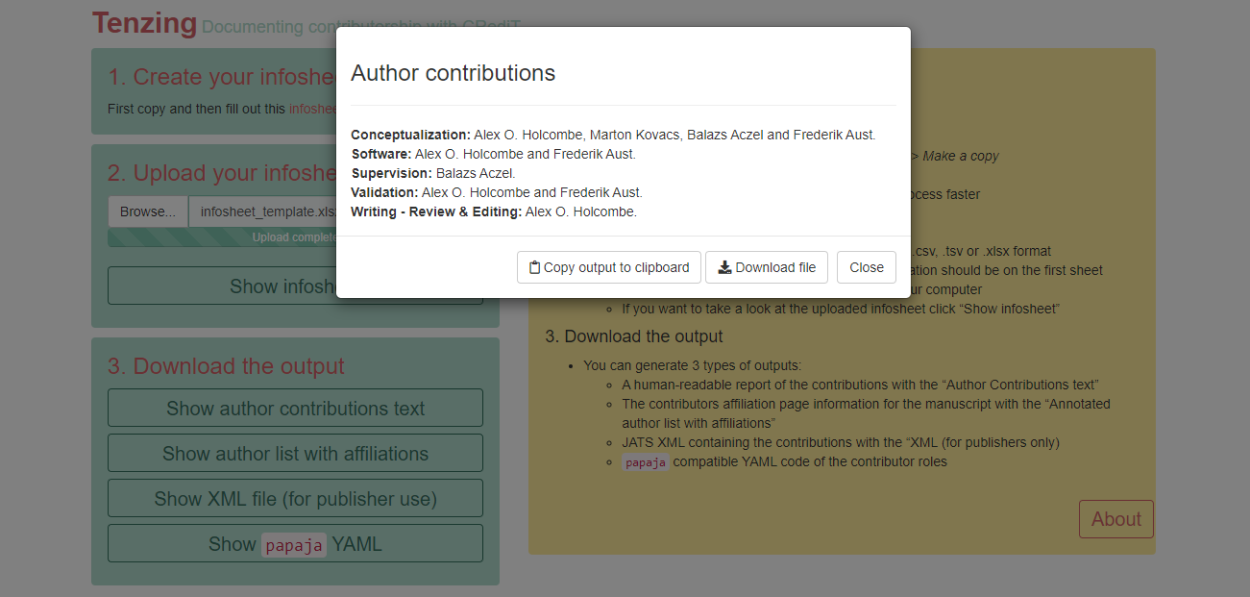 Tenzing Documenting contributorship with CRediT
1. Create your infoshe
First copy and then fill out this infoshee
2. Upload your infoshe
Browse... infosheet_template.xls
Upload complete
Show infosh
3. Download the output
Show author contributions text
Show author list with affiliations
Show XML file (for publisher use)
Show papaja YAML
Author contributions
Conceptualization: Alex O. Holcombe, Marton Kovacs, Balazs Aczel and Frederik Aust.
Software: Alex O. Holcombe and Frederik Aust.
Supervision: Balazs Aczel.
Validation: Alex O. Holcombe and Frederik Aust.
Writing - Review & Editing: Alex O. Holcombe.
Copy output to clipboard Download file Close
> Make a copy
ocess faster
.csv, .tsv or .xlsx format
ation should be on the first sheet
ur computer
If you want to take a look at the uploaded infosheet click “Show infosheet”
3. Download the output
You can generate 3 types of outputs:
A human-readable report of the contributions with the “Author Contributions text”
The contributors affiliation page information for the manuscript with the “Annotated
author list with affiliations”
JATS XML containing the contributions with the “XML (for publishers only)
papaja compatible YAML code of the contributor roles
About